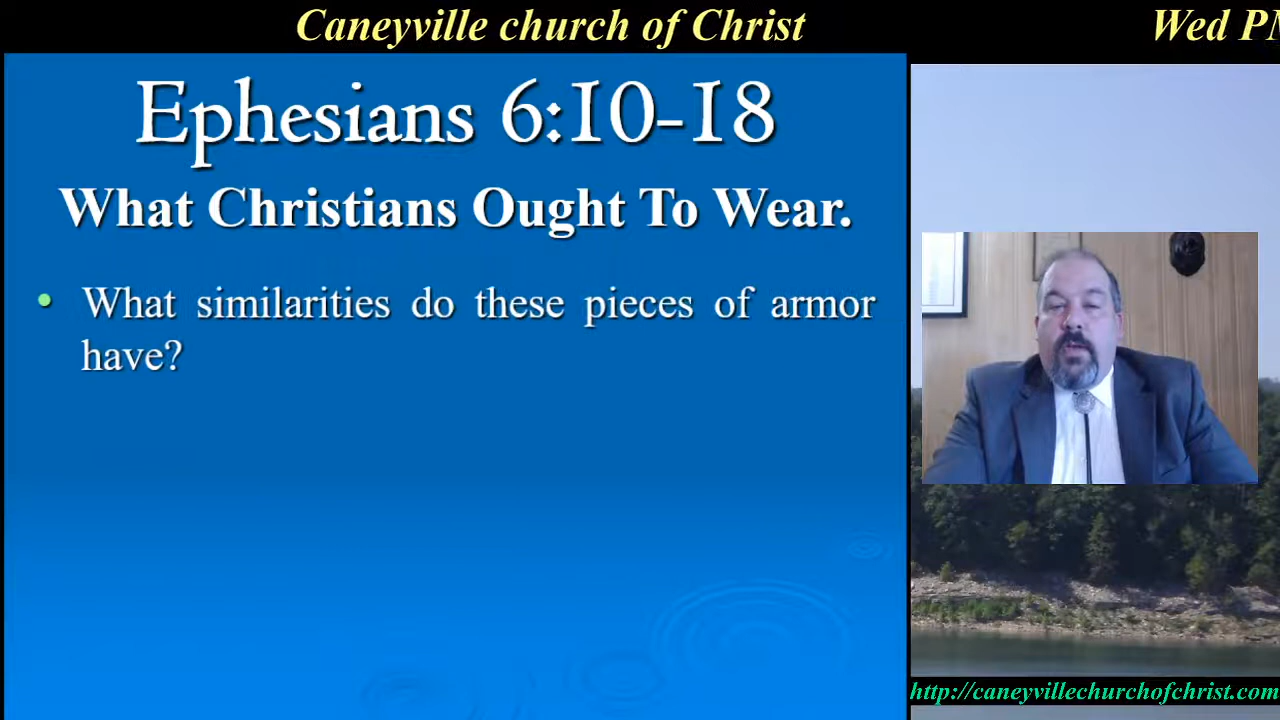 Caneyville church of Christ
Wed PM
Ephesians 6:10-18
What Christians Ought To Wear.
• What similarities do these pieces of armor
have?
http://caneyvillechurchofchrist.com